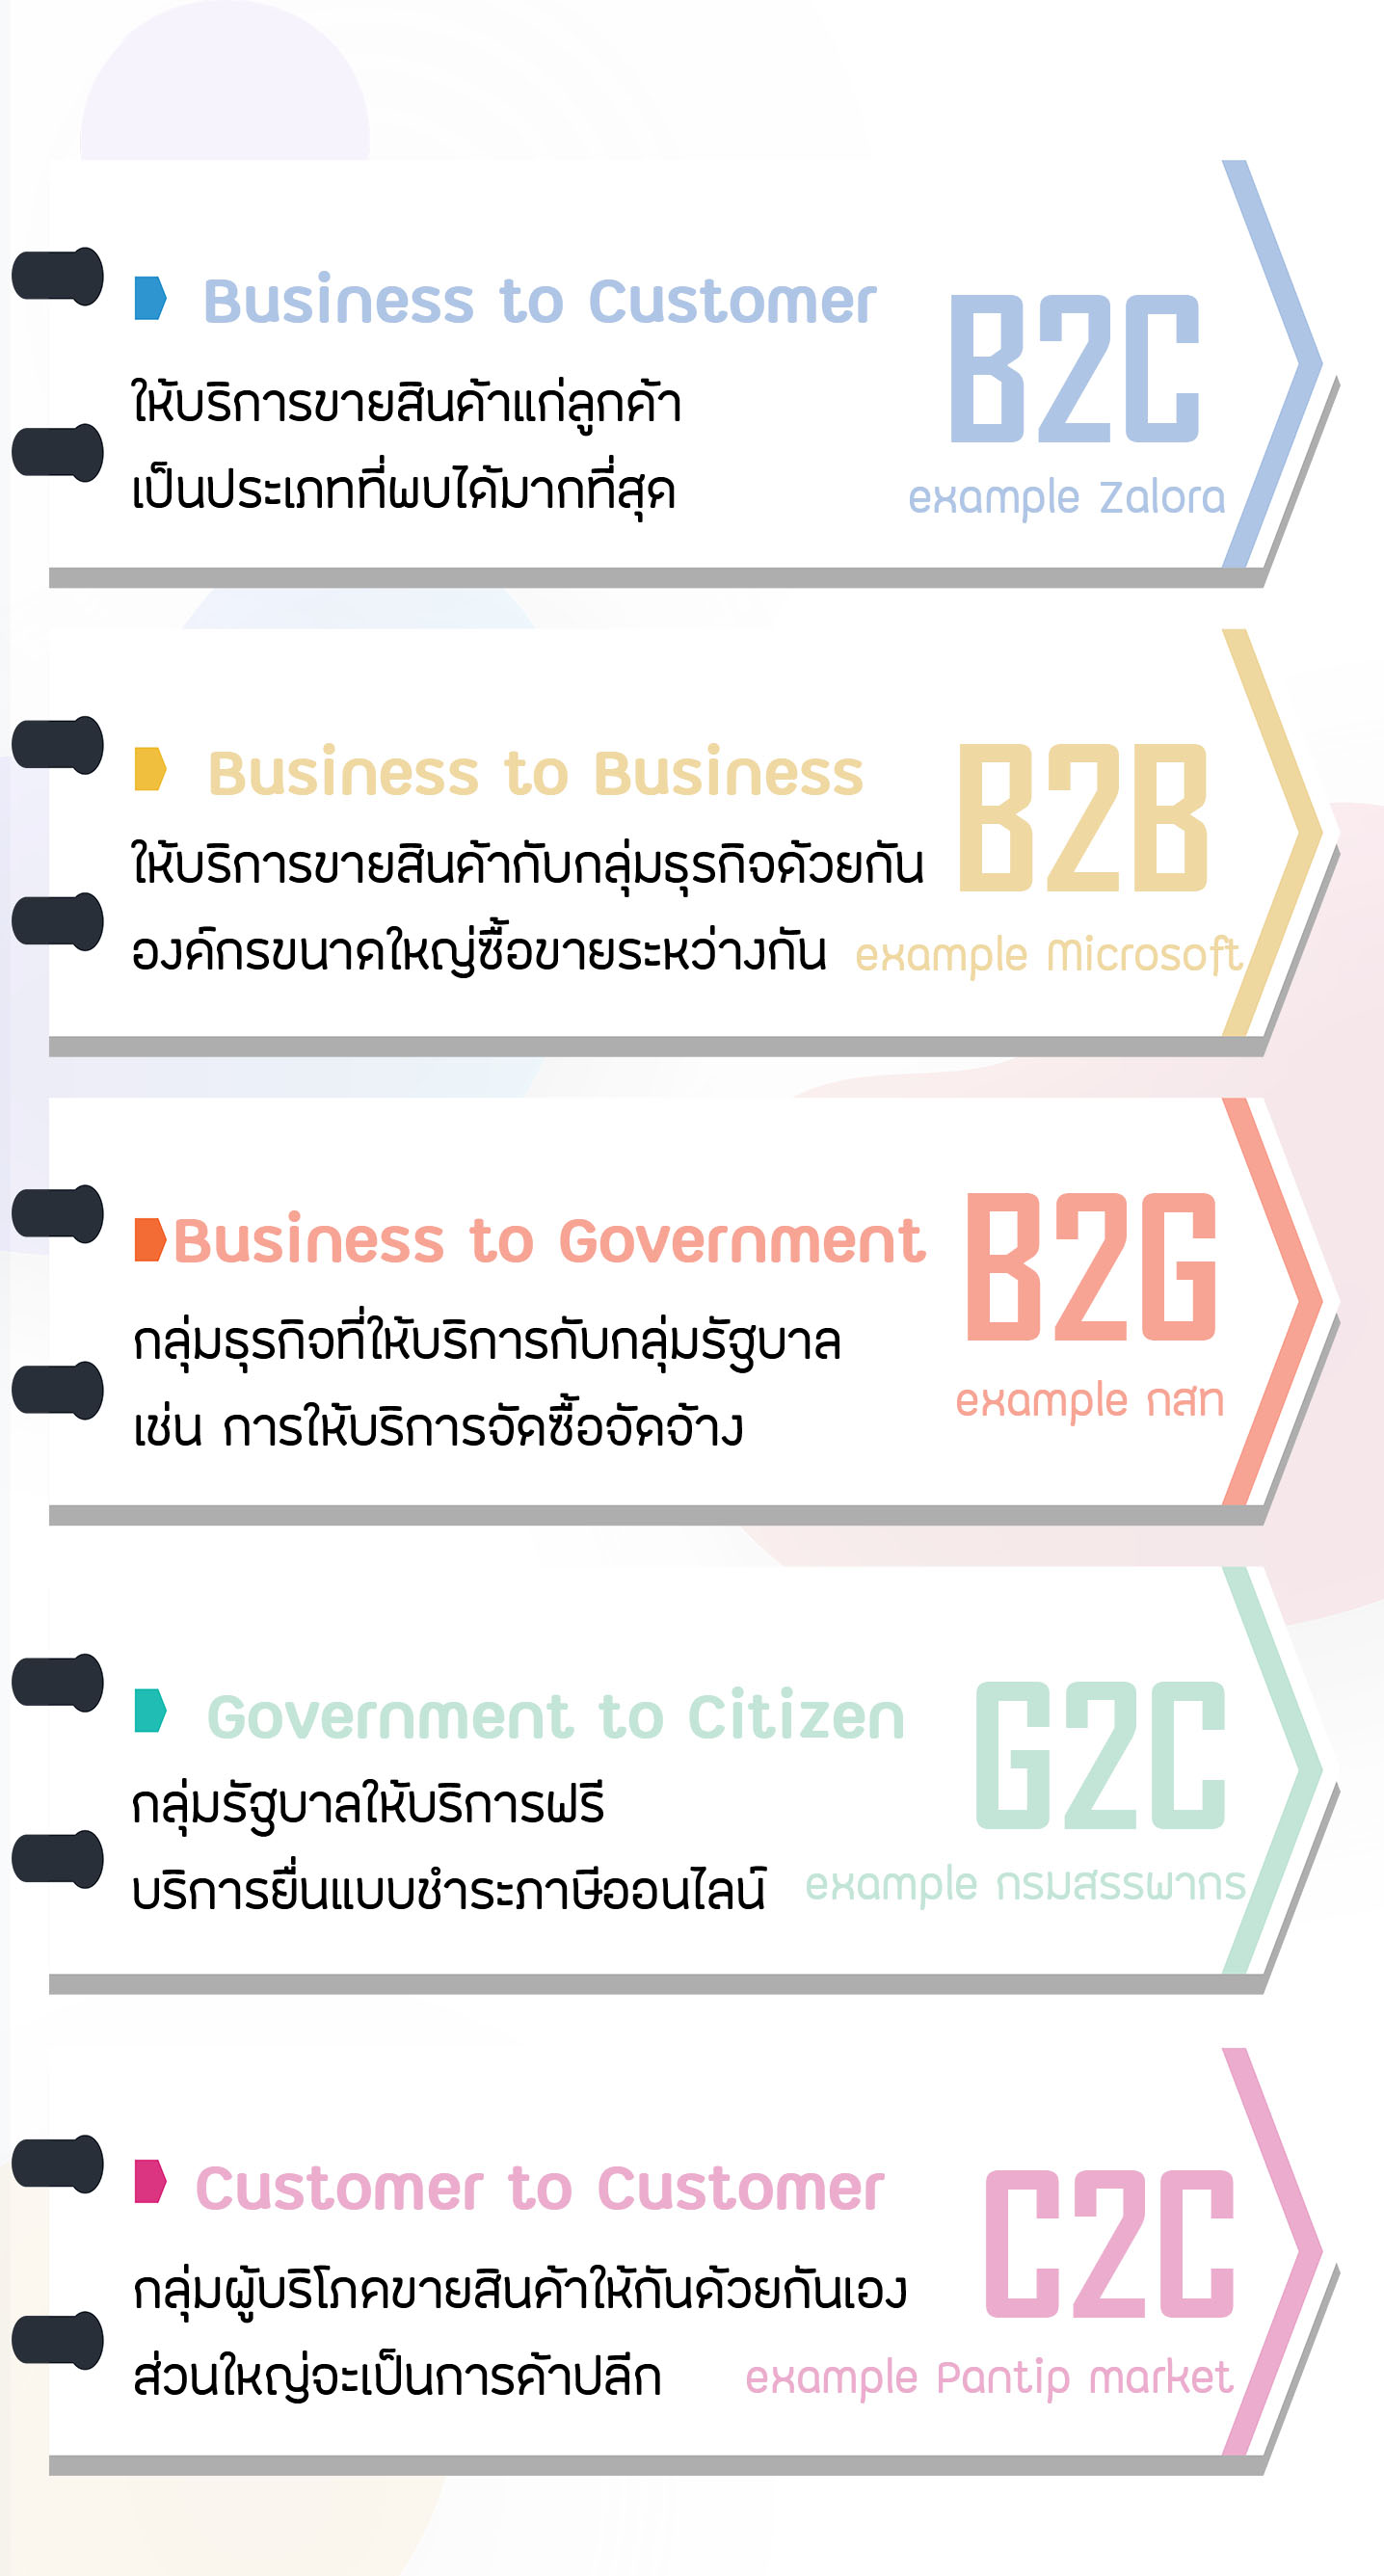 Business to Customer
B2C
ให้บริการขายสินค้าแก่ลูกค้า
เป็นประเภทที่พบได้มากที่สุด
example Zalora
Business to Business
B2B
ให้บริการขายสินค้ากับกลุ่มธุรกิจด้วยกัน
องค์กรขนาดใหญ่ซื้อขายระหว่างกัน
example Microsoft
Business to Government
B2G
กลุ่มธุรกิจที่ให้บริการกับกลุ่มรัฐบาล
เช่น การให้บริการจัดซื้อจัดจ้าง
example กสท
Government to Citizen
G2C
กลุ่มรัฐบาลให้บริการฟรี
บริการยื่นแบบชำระภาษีออนไลน์
example กรมสรรพากร
Customer to Customer
C2C
กลุ่มผู้บริโภคขายสินค้าให้กันด้วยกันเอง
ส่วนใหญ่จะเป็นการค้าปลีก
example Pantip market